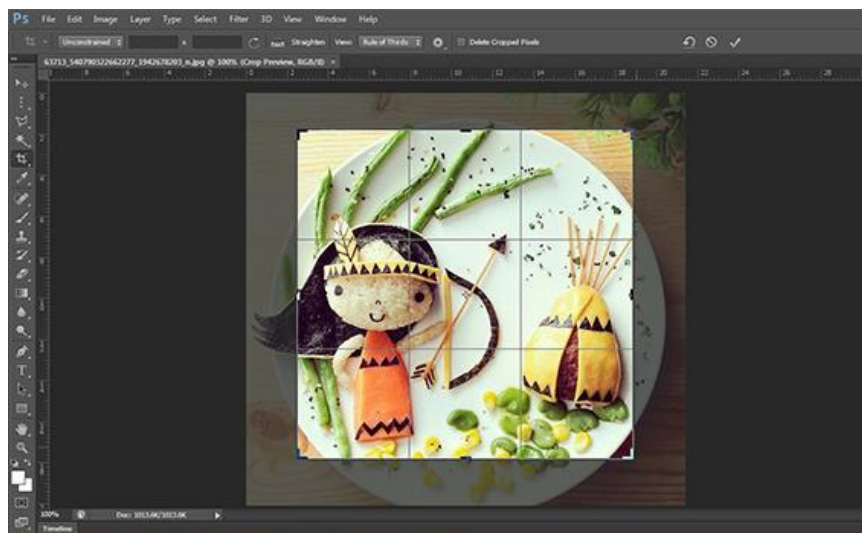 Ps File Edit Image Layer Type Select Filter 3D View Window Help
Unconstrained x Straighten View: Rule of Thirds Delete Cropped Pixels
63713_540790322662277_1942678203_n.jpg @ 100% (Crop Preview, RGB/8) ×
100% Doc: 1013.6K/1013.6K
Timeline